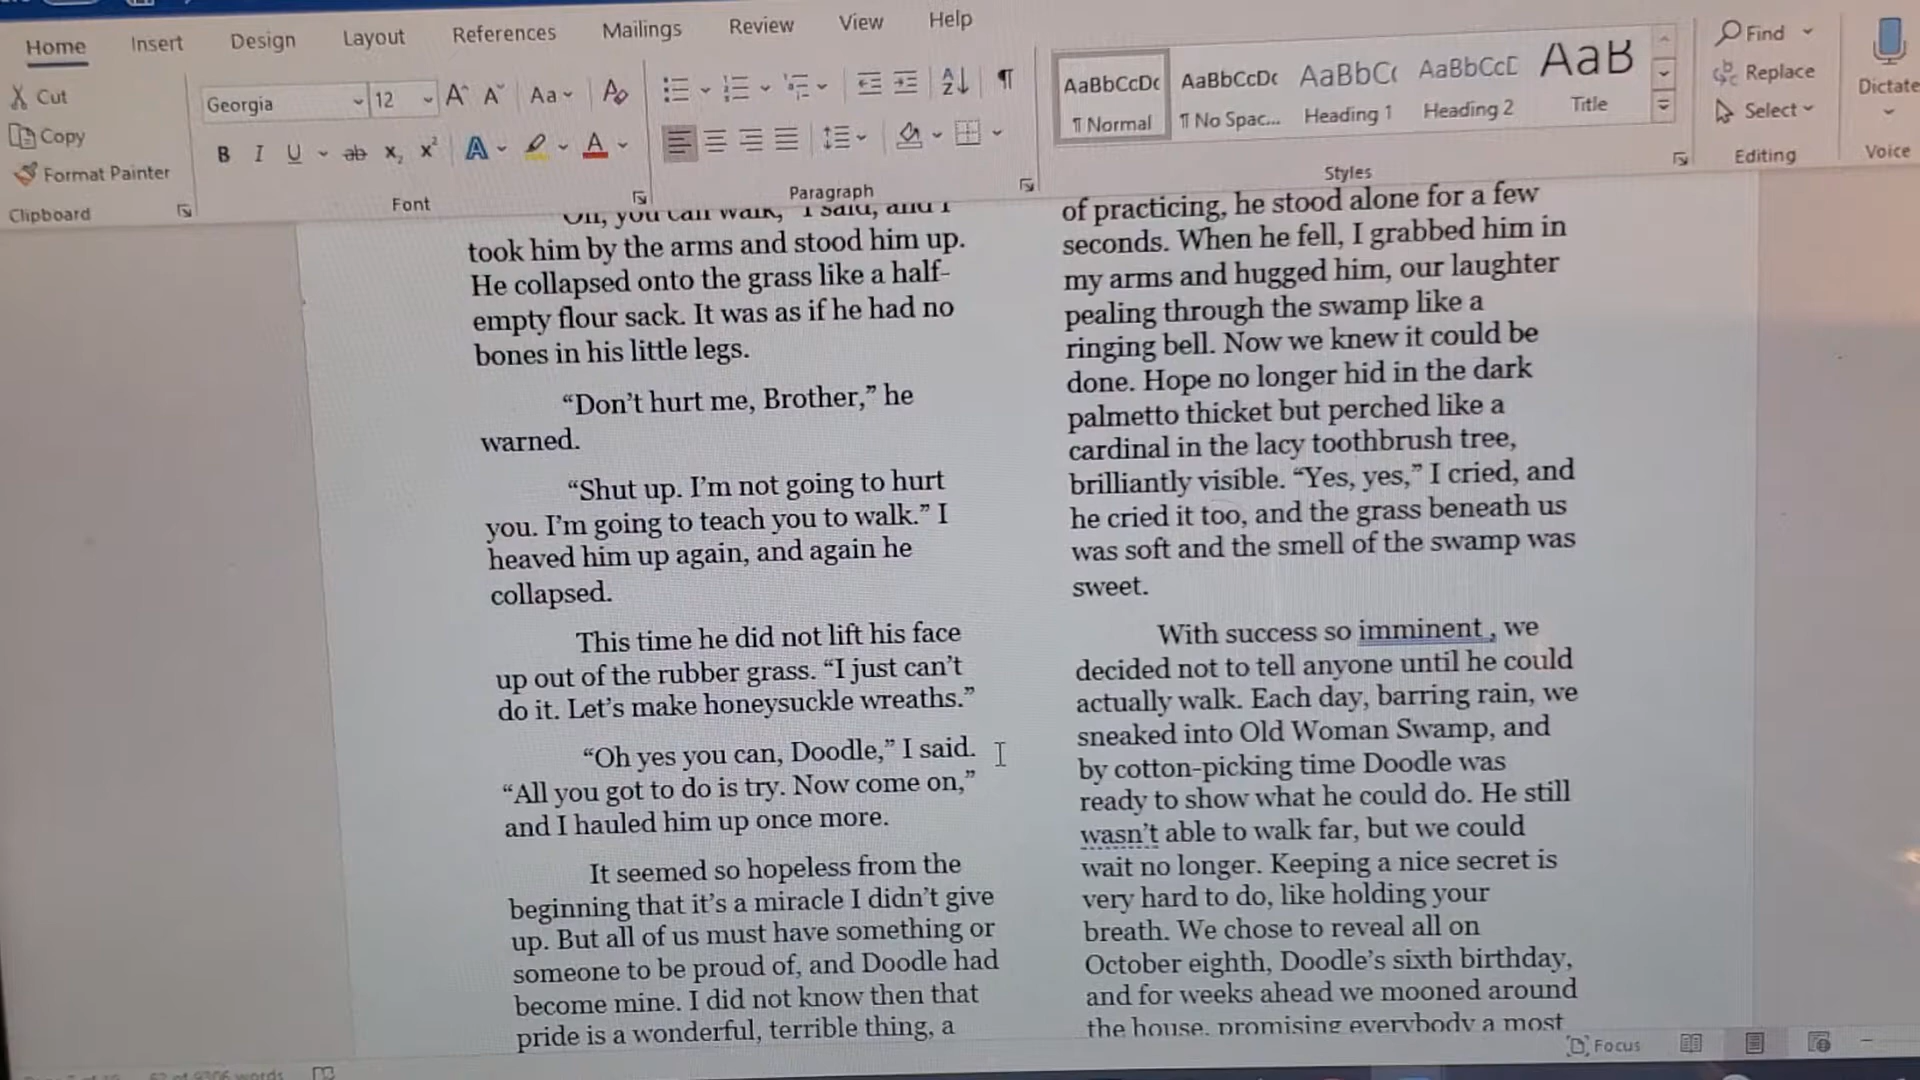 Home Insert Design Layout References Mailings Review View Help
Cut
Copy
Format Painter
Clipboard
Georgia 12
Font
Paragraph
AaBbCcDc AaBbCcDc AaBbC AaBbCcD AaB
¶ Normal ¶ No Spac... Heading 1 Heading 2 Title
Styles
Find
Replace
Select
Editing
Dictate
Voice
Oh, you can walk," I said, and I
took him by the arms and stood him up.
He collapsed onto the grass like a half-
empty flour sack. It was as if he had no
bones in his little legs.
“Don’t hurt me, Brother,” he
warned.
“Shut up. I’m not going to hurt
you. I’m going to teach you to walk.” I
heaved him up again, and again he
collapsed.
This time he did not lift his face
up out of the rubber grass. “I just can’t
do it. Let’s make honeysuckle wreaths.”
“Oh yes you can, Doodle,” I said.
“All you got to do is try. Now come on,”
and I hauled him up once more.
It seemed so hopeless from the
beginning that it’s a miracle I didn’t give
up. But all of us must have something or
someone to be proud of, and Doodle had
become mine. I did not know then that
pride is a wonderful, terrible thing, a
of practicing, he stood alone for a few
seconds. When he fell, I grabbed him in
my arms and hugged him, our laughter
pealing through the swamp like a
ringing bell. Now we knew it could be
done. Hope no longer hid in the dark
palmetto thicket but perched like a
cardinal in the lacy toothbrush tree,
brilliantly visible. “Yes, yes,” I cried, and
he cried it too, and the grass beneath us
was soft and the smell of the swamp was
sweet.
With success so imminent , we
decided not to tell anyone until he could
actually walk. Each day, barring rain, we
sneaked into Old Woman Swamp, and
by cotton-picking time Doodle was
ready to show what he could do. He still
wasn’t able to walk far, but we could
wait no longer. Keeping a nice secret is
very hard to do, like holding your
breath. We chose to reveal all on
October eighth, Doodle’s sixth birthday,
and for weeks ahead we mooned around
the house, promising everybody a most
Focus
words